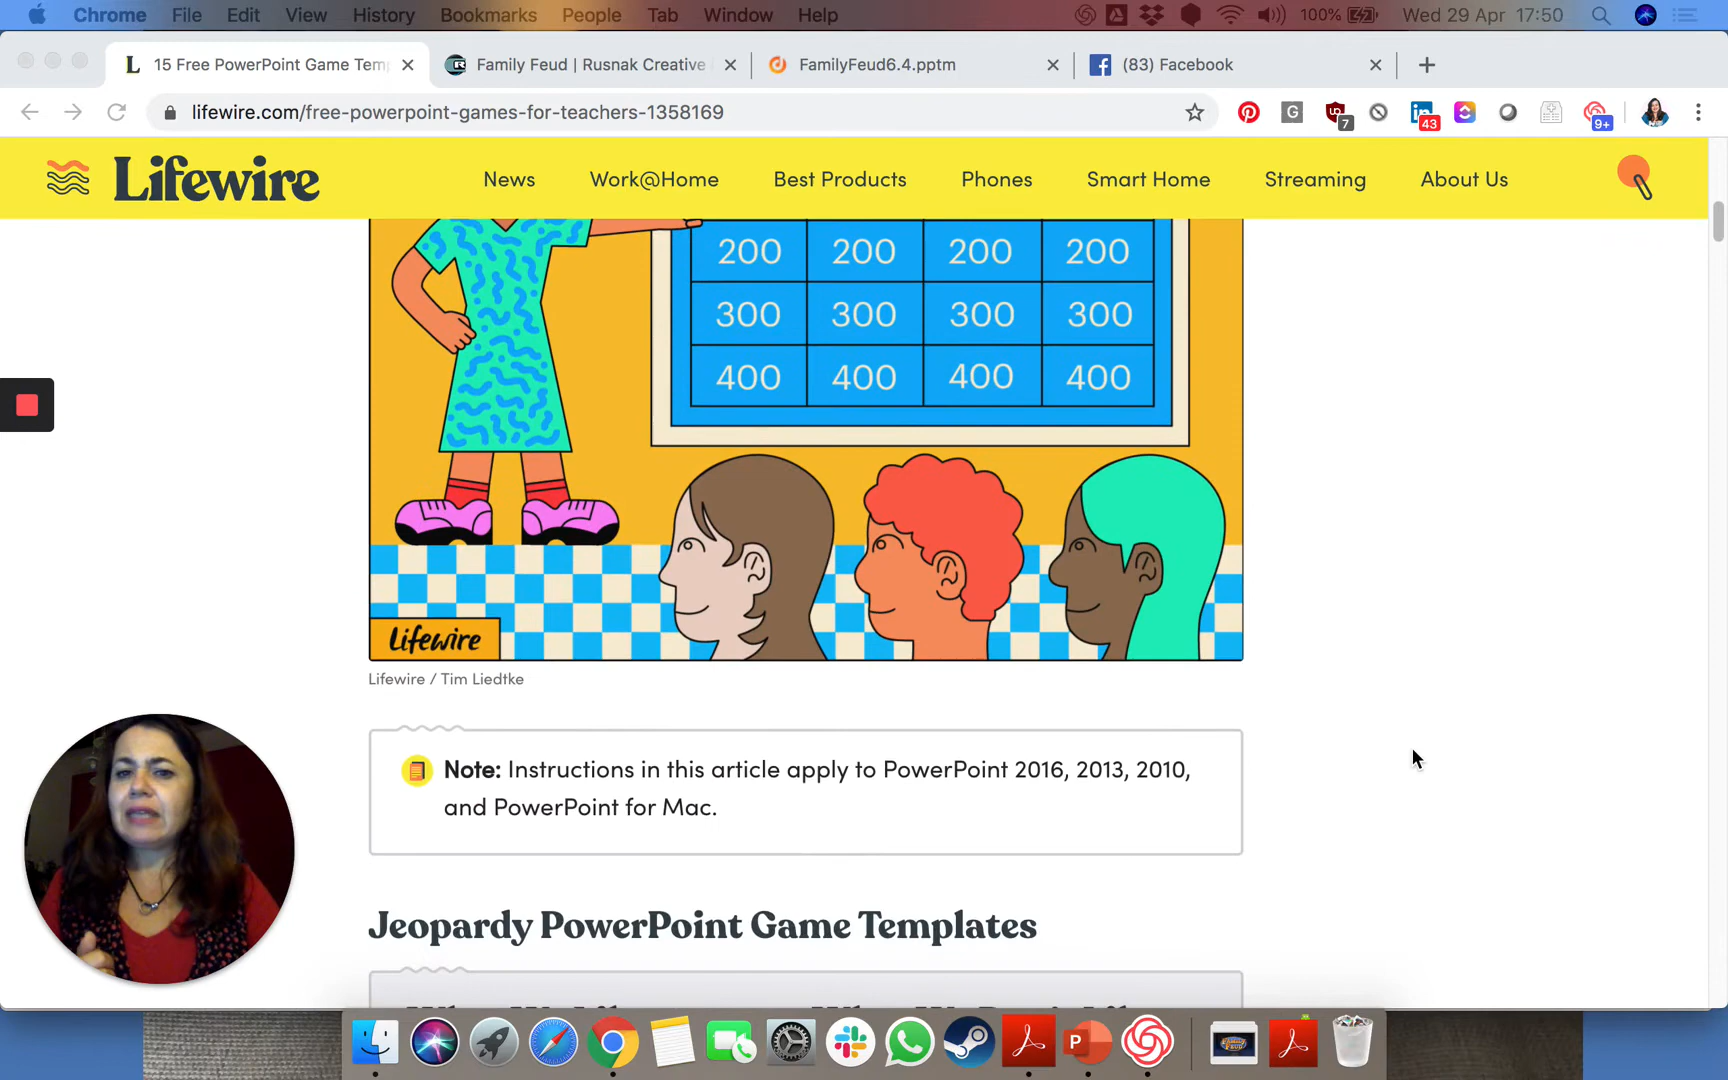 Chrome File Edit View History Bookmarks People Tab Window Help 100% Wed 29 Apr 17:50
15 Free PowerPoint Game Tem Family Feud | Rusnak Creative FamilyFeud6.4.pptm (83) Facebook
lifewire.com/free-powerpoint-games-for-teachers-1358169
7 43 9+
Lifewire News Work@Home Best Products Phones Smart Home Streaming About Us
200 200 200 200
300 300 300 300
400 400 400 400
Lifewire
Lifewire / Tim Liedtke
Note: Instructions in this article apply to PowerPoint 2016, 2013, 2010,
and PowerPoint for Mac.
Jeopardy PowerPoint Game Templates